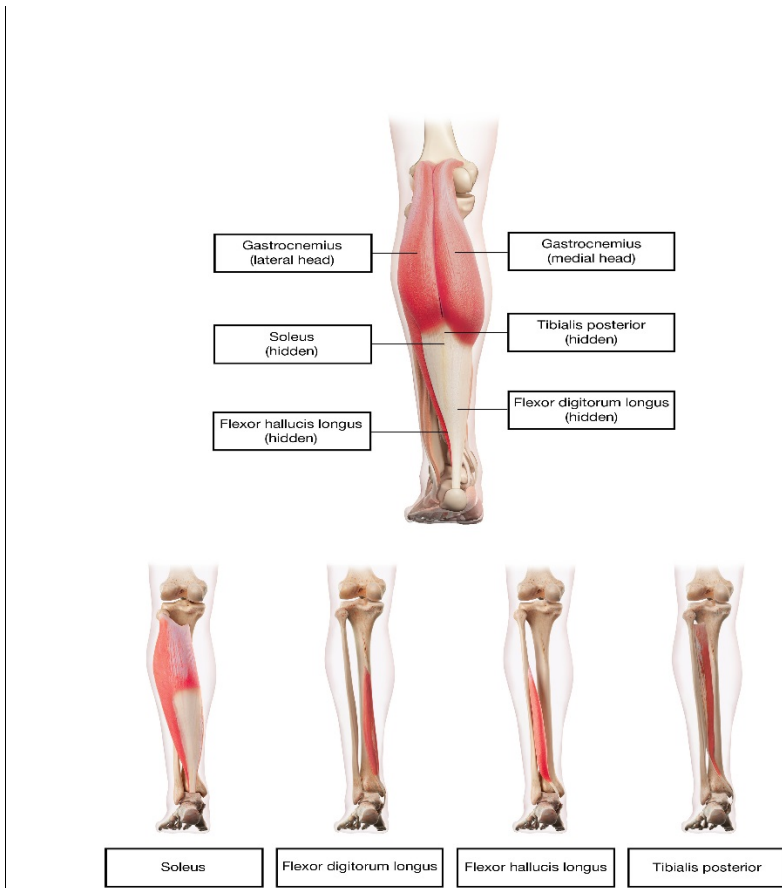 Gastrocnemius
(lateral head)
Gastrocnemius
(medial head)
Soleus
(hidden)
Tibialis posterior
(hidden)
Flexor hallucis longus
(hidden)
Flexor digitorum longus
(hidden)
Soleus
Flexor digitorum longus
Flexor hallucis longus
Tibialis posterior